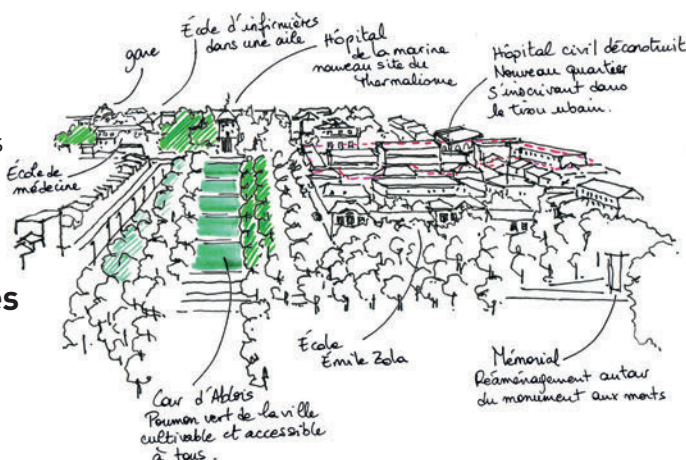 gare
École d'infirmières
dans une aile
Hôpital
de la marine
nouveau site du
Thermalisme
Hôpital civil déconstruit
Nouveau quartier
s'inscrivant dans
le tissu ubain.
École de
médecine
École
Émile Zola
Mémorial
Réaménagement autour
du monument aux morts
Cour d'Ablois
Poumon vert de la ville
cultivable et accessible
à tous.